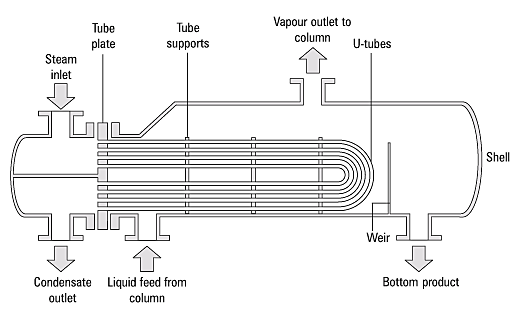 Vapour outlet to
column
Tube
plate
Tube
supports
U-tubes
Steam
inlet
Shell
Weir
Condensate
outlet
Liquid feed from
column
Bottom product